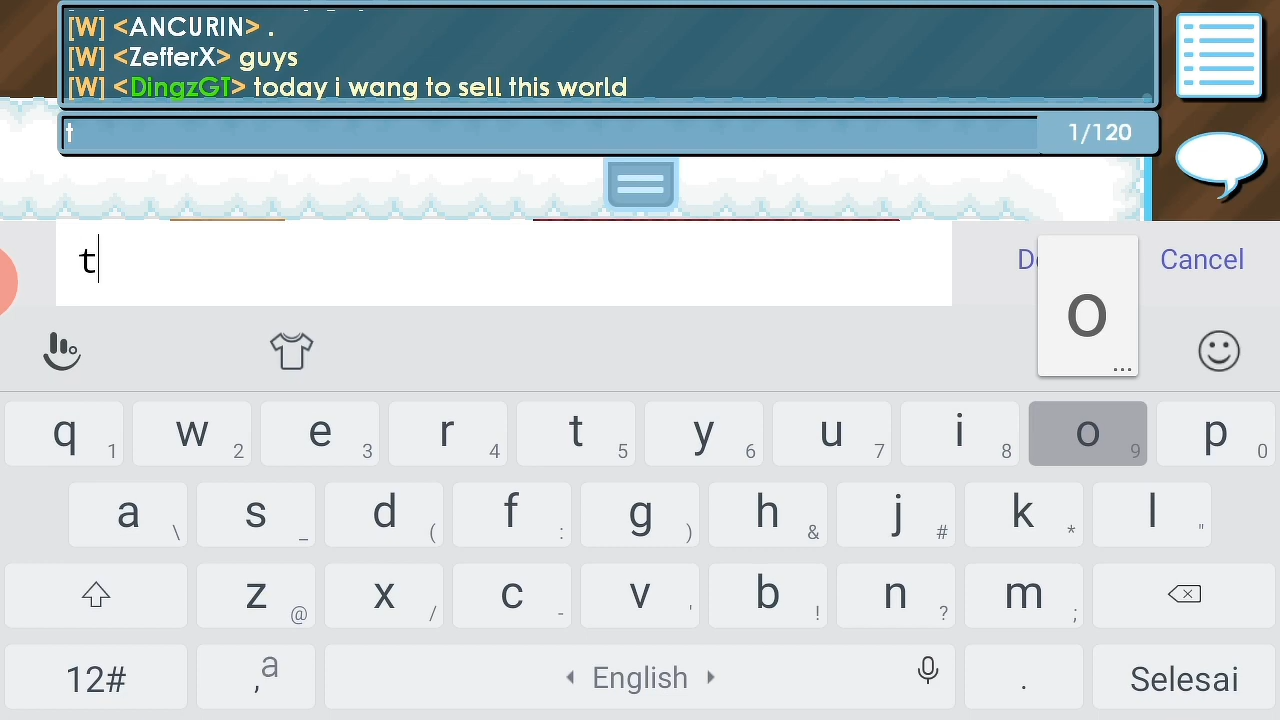 [W] <ANCURIN> .
[W] <ZefferX> guys
[W] <DingzGT> today i wang to sell this world
t 1/120
t Cancel
o ...
q 1 w 2 e 3 r 4 t 5 y 6 u 7 i 8 o 9 p 0
a \ s _ d ( f : g ) h & j # k * l "
z @ x / c - v ' b ! n ? m ;
12# , a English . Selesai